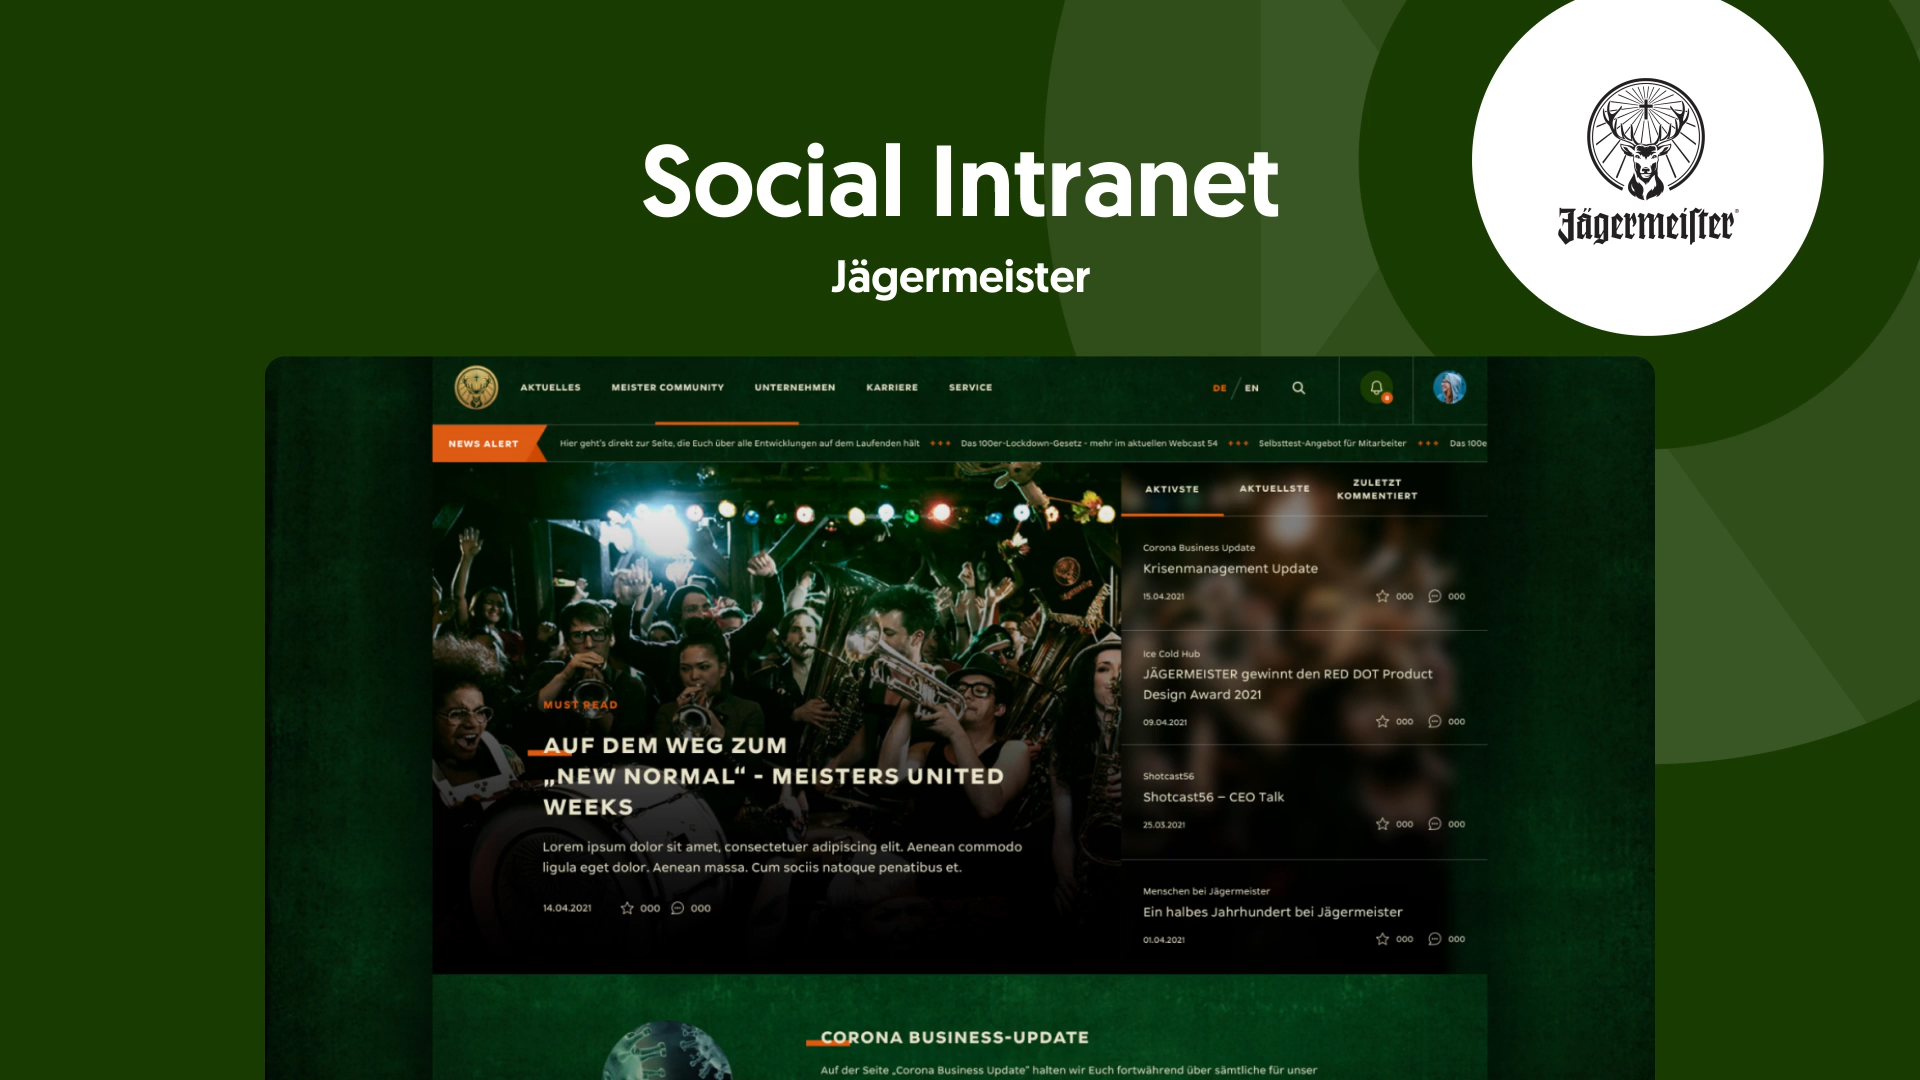 Social Intranet
Jägermeister
Jägermeiſter®
AKTUELLES
MEISTER COMMUNITY
UNTERNEHMEN
KARRIERE
SERVICE
DE / EN
NEWS ALERT
Hier geht's direkt zur Seite, die Euch über alle Entwicklungen auf dem Laufenden hält +++ Das 100er-Lockdown-Gesetz - mehr im aktuellen Webcast 54 +++ Selbsttest-Angebot für Mitarbeiter +++ Das 100e
MUST READ
AUF DEM WEG ZUM
„NEW NORMAL“ - MEISTERS UNITED
WEEKS
Lorem ipsum dolor sit amet, consectetuer adipiscing elit. Aenean commodo
ligula eget dolor. Aenean massa. Cum sociis natoque penatibus et.
14.04.2021 000 000
AKTIVSTE
AKTUELLSTE
ZULETZT
KOMMENTIERT
Corona Business Update
Krisenmanagement Update
15.04.2021 000 000
Ice Cold Hub
JÄGERMEISTER gewinnt den RED DOT Product
Design Award 2021
09.04.2021 000 000
Shotcast56
Shotcast56 – CEO Talk
25.03.2021 000 000
Menschen bei Jägermeister
Ein halbes Jahrhundert bei Jägermeister
01.04.2021 000 000
CORONA BUSINESS-UPDATE
Auf der Seite „Corona Business Update“ halten wir Euch fortwährend über sämtliche für unser